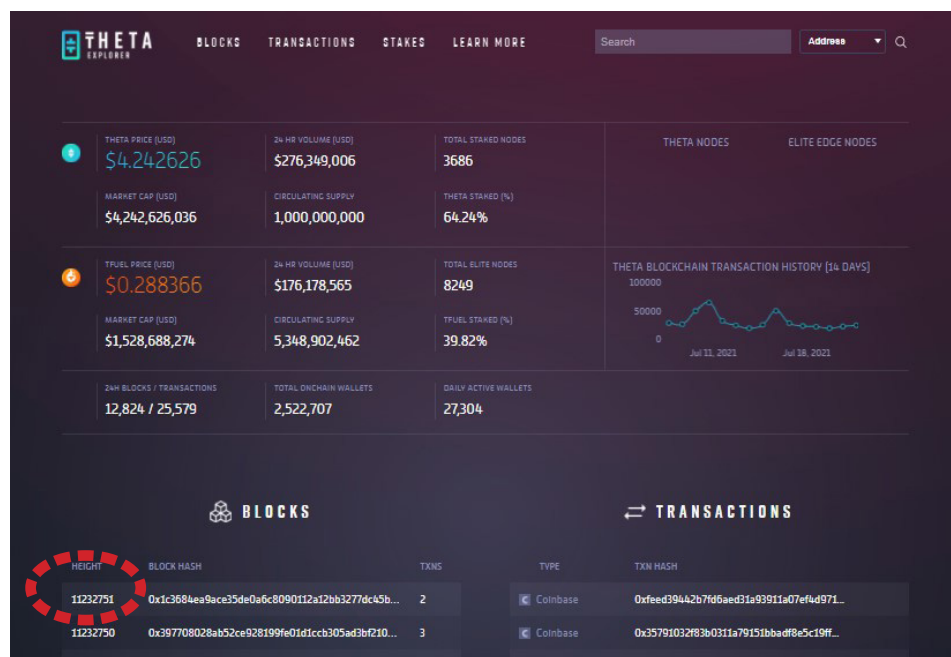 THETA
EXPLORER
BLOCKS TRANSACTIONS STAKES LEARN MORE
Search
Address
THETA PRICE (USD) 24 HR VOLUME (USD) TOTAL STAKED NODES
$4.242626 $276,349,006 3686
MARKET CAP (USD) CIRCULATING SUPPLY THETA STAKED (%)
$4,242,626,036 1,000,000,000 64.24%
THETA NODES ELITE EDGE NODES
TFUEL PRICE (USD) 24 HR VOLUME (USD) TOTAL ELITE NODES
$0.288366 $176,178,565 8249
MARKET CAP (USD) CIRCULATING SUPPLY TFUEL STAKED (%)
$1,528,688,274 5,348,902,462 39.82%
THETA BLOCKCHAIN TRANSACTION HISTORY (14 DAYS)
100000
50000
0
Jul 11, 2021 Jul 18, 2021
24H BLOCKS / TRANSACTIONS TOTAL ONCHAIN WALLETS DAILY ACTIVE WALLETS
12,824 / 25,579 2,522,707 27,304
BLOCKS
HEIGHT BLOCK HASH TXNS
11232751 0x1c3684ea9ace35de0a6c8090112a12bb3277dc45b... 2
11232750 0x397708028ab52ce928199fe01d1ccb305ad3bf210... 3
TRANSACTIONS
TYPE TXN HASH
C Coinbase 0xfeed39442b7fd6aed31a93911a07ef4d971...
C Coinbase 0x35791032f83b0311a79151bbadf8e5c19ff...